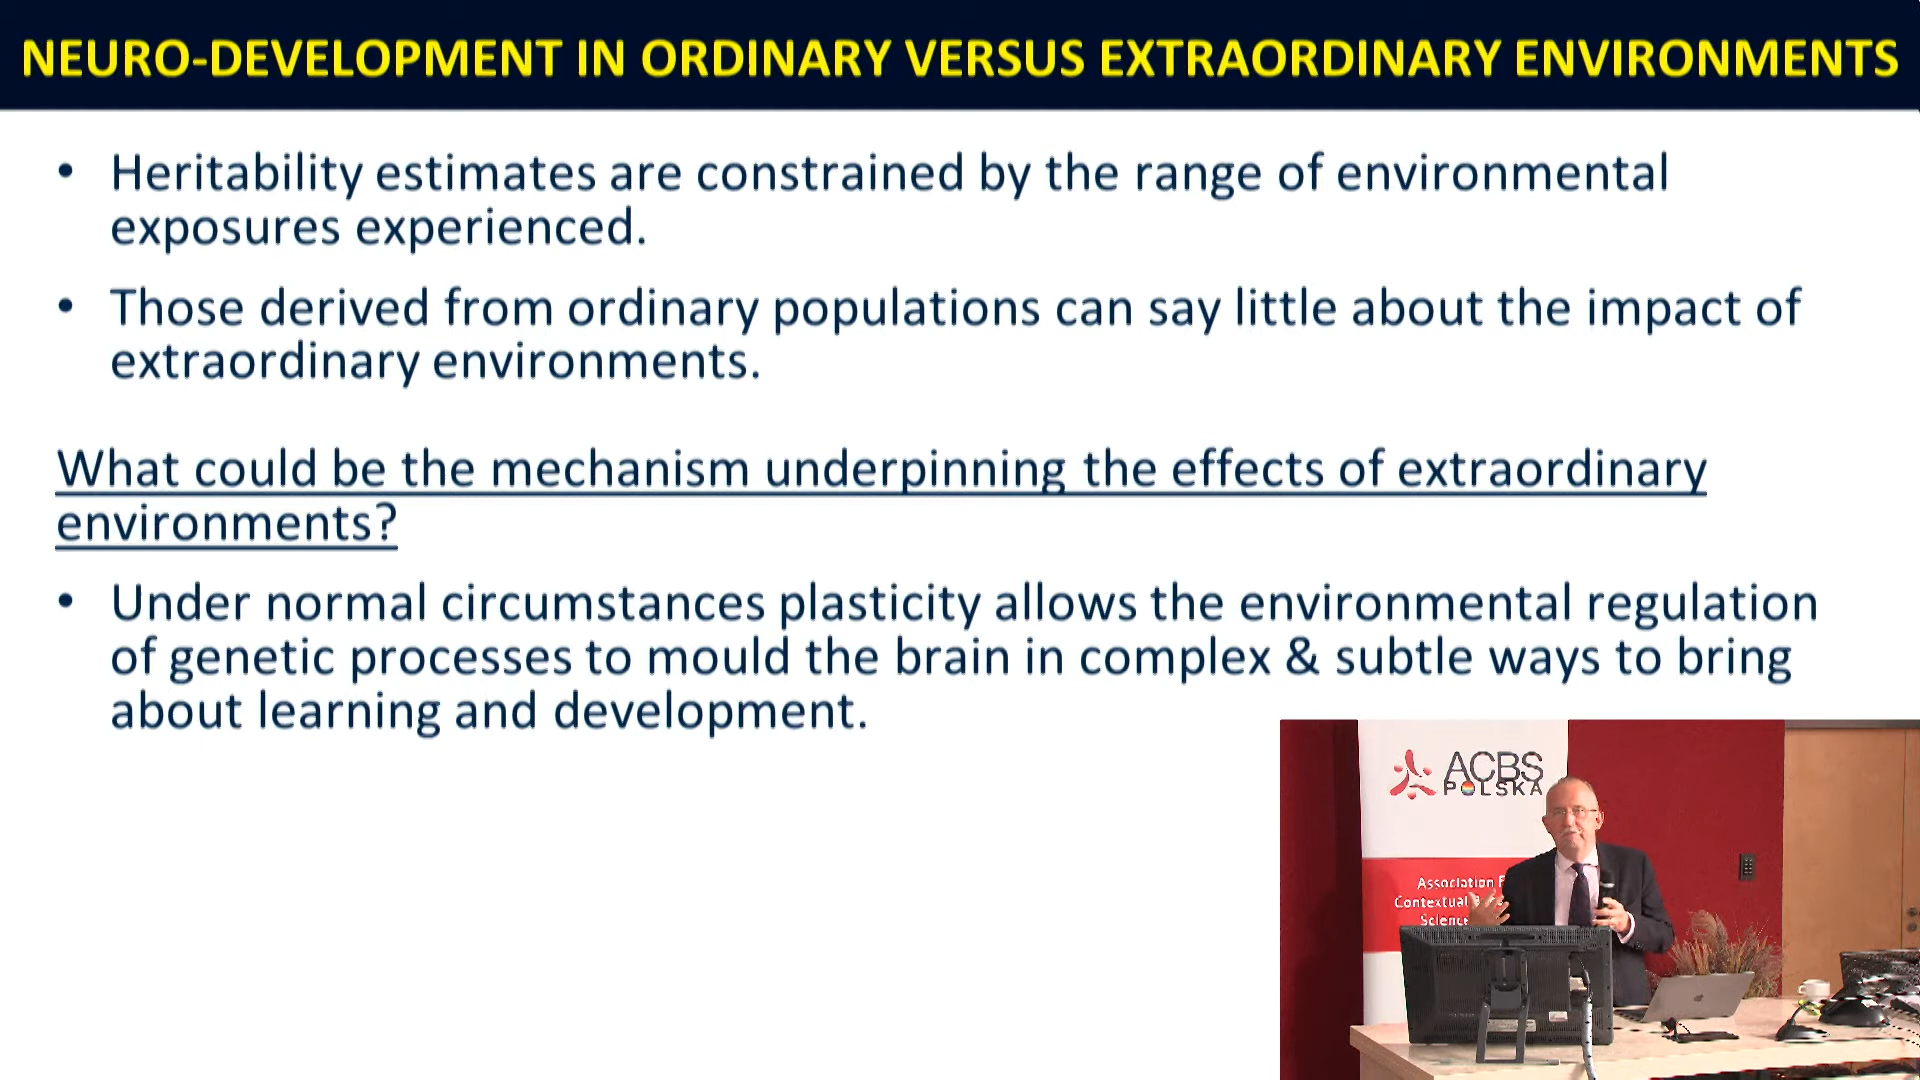 NEURO-DEVELOPMENT IN ORDINARY VERSUS EXTRAORDINARY ENVIRONMENTS
• Heritability estimates are constrained by the range of environmental
exposures experienced.
• Those derived from ordinary populations can say little about the impact of
extraordinary environments.
What could be the mechanism underpinning the effects of extraordinary
environments?
• Under normal circumstances plasticity allows the environmental regulation
of genetic processes to mould the brain in complex & subtle ways to bring
about learning and development.
ACBS
POLSKA
Association
Contextual
Science